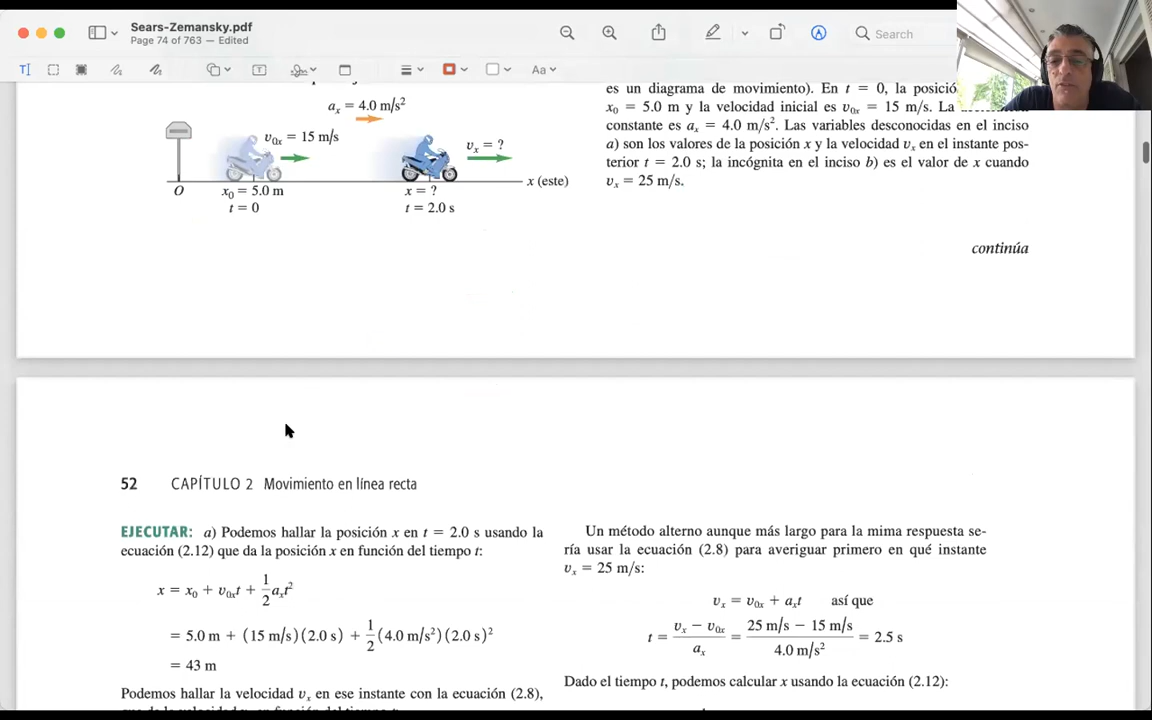 Sears-Zemansky.pdf
Page 74 of 763 — Edited
Search
Aa
aₓ = 4.0 m/s²
v₀ₓ = 15 m/s
vₓ = ?
x (este)
O
x₀ = 5.0 m
x = ?
t = 0
t = 2.0 s
es un diagrama de movimiento). En t = 0, la posició
x₀ = 5.0 m y la velocidad inicial es v₀ₓ = 15 m/s. La
constante es aₓ = 4.0 m/s². Las variables desconocidas en el inciso
a) son los valores de la posición x y la velocidad vₓ en el instante pos-
terior t = 2.0 s; la incógnita en el inciso b) es el valor de x cuando
vₓ = 25 m/s.
continúa
52 CAPÍTULO 2 Movimiento en línea recta
EJECUTAR: a) Podemos hallar la posición x en t = 2.0 s usando la
ecuación (2.12) que da la posición x en función del tiempo t:
x = x₀ + v₀ₓt + 1/2 aₓt²
= 5.0 m + (15 m/s)(2.0 s) + 1/2 (4.0 m/s²)(2.0 s)²
= 43 m
Podemos hallar la velocidad vₓ en ese instante con la ecuación (2.8),
Un método alterno aunque más largo para la mima respuesta se-
ría usar la ecuación (2.8) para averiguar primero en qué instante
vₓ = 25 m/s:
vₓ = v₀ₓ + aₓt así que
t = (vₓ − v₀ₓ)/aₓ = (25 m/s − 15 m/s)/(4.0 m/s²) = 2.5 s
Dado el tiempo t, podemos calcular x usando la ecuación (2.12):